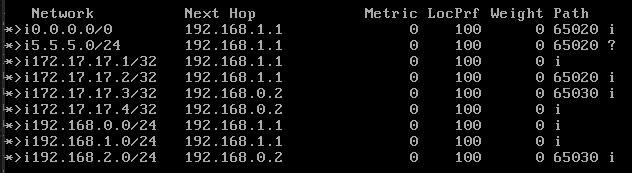 Network          Next Hop            Metric LocPrf Weight Path
*>i0.0.0.0/0        192.168.1.1              0    100      0 65020 i
*>i5.5.5.0/24       192.168.1.1              0    100      0 65020 ?
*>i172.17.17.1/32   192.168.1.1              0    100      0 i
*>i172.17.17.2/32   192.168.1.1              0    100      0 65020 i
*>i172.17.17.3/32   192.168.0.2              0    100      0 65030 i
*>i172.17.17.4/32   192.168.0.2              0    100      0 i
*>i192.168.0.0/24   192.168.1.1              0    100      0 i
*>i192.168.1.0/24   192.168.1.1              0    100      0 i
*>i192.168.2.0/24   192.168.0.2              0    100      0 65030 i